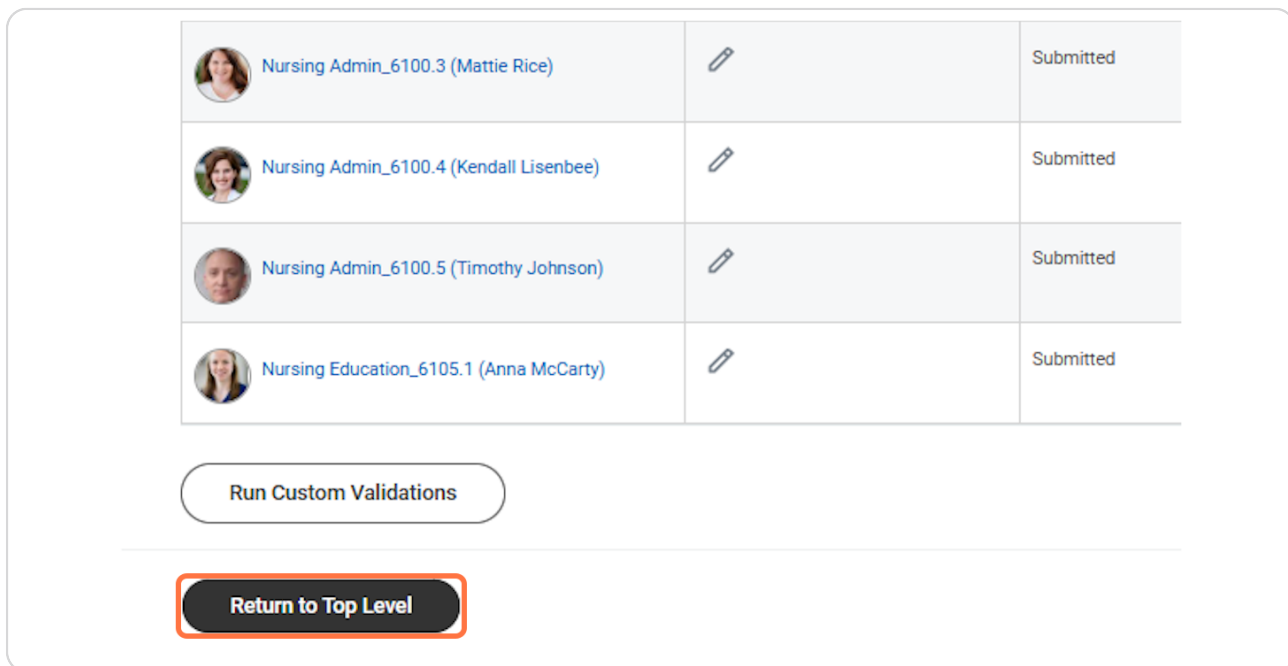 Nursing Admin_6100.3 (Mattie Rice)
Submitted
Nursing Admin_6100.4 (Kendall Lisenbee)
Submitted
Nursing Admin_6100.5 (Timothy Johnson)
Submitted
Nursing Education_6105.1 (Anna McCarty)
Submitted
Run Custom Validations
Return to Top Level